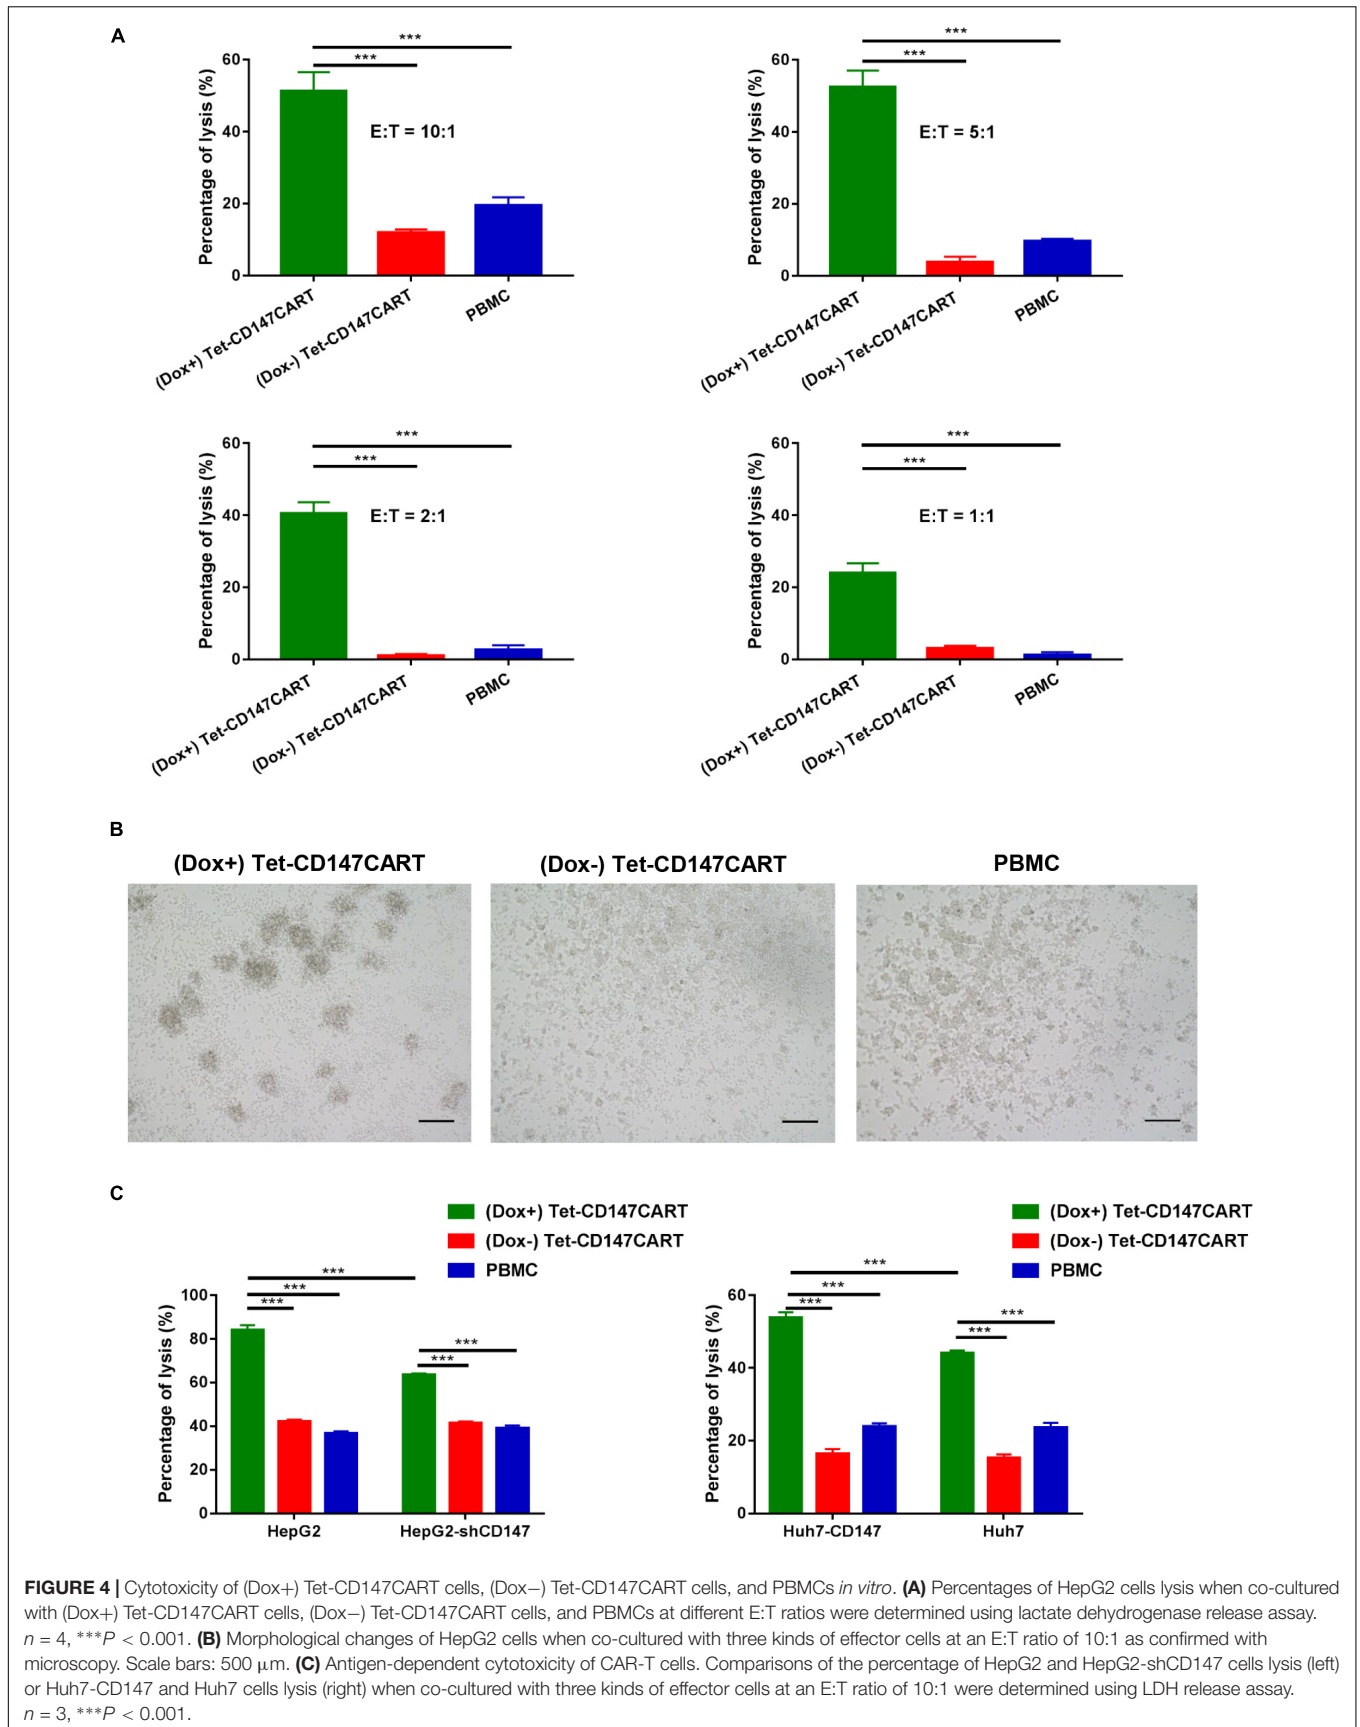 A
***
***
60
40
20
0
Percentage of lysis (%)
E:T = 10:1
(Dox+) Tet-CD147CART
(Dox-) Tet-CD147CART
PBMC
***
***
60
40
20
0
Percentage of lysis (%)
E:T = 5:1
(Dox+) Tet-CD147CART
(Dox-) Tet-CD147CART
PBMC
***
***
60
40
20
0
Percentage of lysis (%)
E:T = 2:1
(Dox+) Tet-CD147CART
(Dox-) Tet-CD147CART
PBMC
***
***
60
40
20
0
Percentage of lysis (%)
E:T = 1:1
(Dox+) Tet-CD147CART
(Dox-) Tet-CD147CART
PBMC
B
(Dox+) Tet-CD147CART
(Dox-) Tet-CD147CART
PBMC
C
(Dox+) Tet-CD147CART
(Dox-) Tet-CD147CART
PBMC
***
***
***
***
***
100
80
60
40
20
0
Percentage of lysis (%)
HepG2
HepG2-shCD147
(Dox+) Tet-CD147CART
(Dox-) Tet-CD147CART
PBMC
***
***
***
***
***
60
40
20
0
Percentage of lysis (%)
Huh7-CD147
Huh7
FIGURE 4 | Cytotoxicity of (Dox+) Tet-CD147CART cells, (Dox−) Tet-CD147CART cells, and PBMCs in vitro. (A) Percentages of HepG2 cells lysis when co-cultured
with (Dox+) Tet-CD147CART cells, (Dox−) Tet-CD147CART cells, and PBMCs at different E:T ratios were determined using lactate dehydrogenase release assay.
n = 4, ***P < 0.001. (B) Morphological changes of HepG2 cells when co-cultured with three kinds of effector cells at an E:T ratio of 10:1 as confirmed with
microscopy. Scale bars: 500 μm. (C) Antigen-dependent cytotoxicity of CAR-T cells. Comparisons of the percentage of HepG2 and HepG2-shCD147 cells lysis (left)
or Huh7-CD147 and Huh7 cells lysis (right) when co-cultured with three kinds of effector cells at an E:T ratio of 10:1 were determined using LDH release assay.
n = 3, ***P < 0.001.